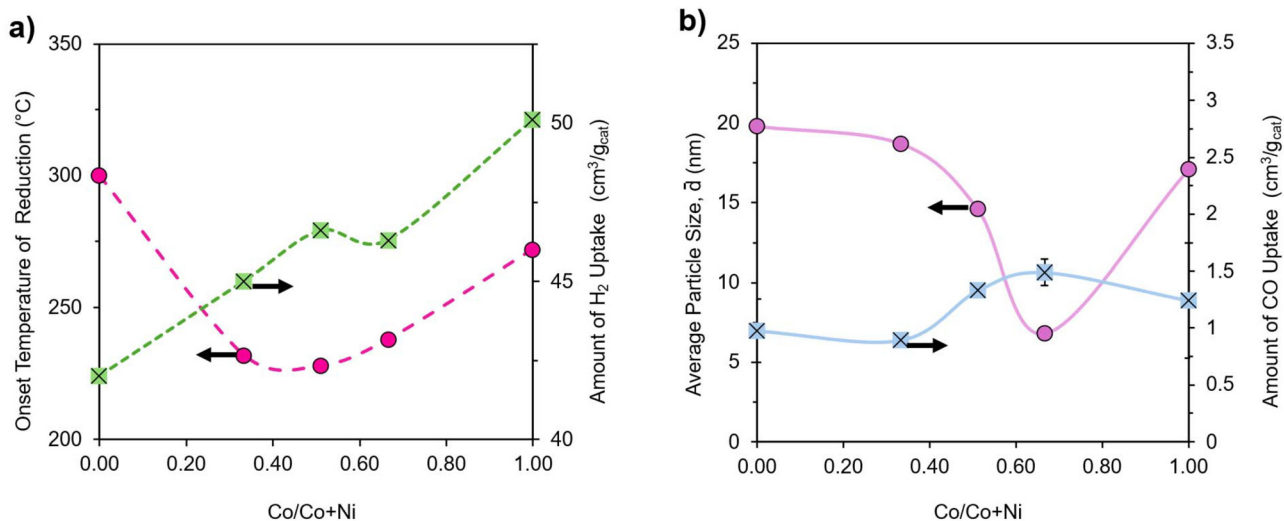 a)
350
300
250
200
Onset Temperature of Reduction (°C)
50
45
40
Amount of H2 Uptake (cm³/gcat)
0.00 0.20 0.40 0.60 0.80 1.00
Co/Co+Ni
b)
25
20
15
10
5
0
Average Particle Size, d̄ (nm)
3.5
3
2.5
2
1.5
1
0.5
0
Amount of CO Uptake (cm³/gcat)
0.00 0.20 0.40 0.60 0.80 1.00
Co/Co+Ni